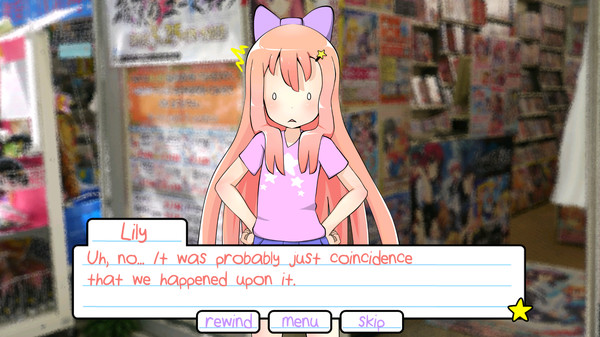 Lily
Uh, no... It was probably just coincidence
that we happened upon it.
rewind
menu
skip